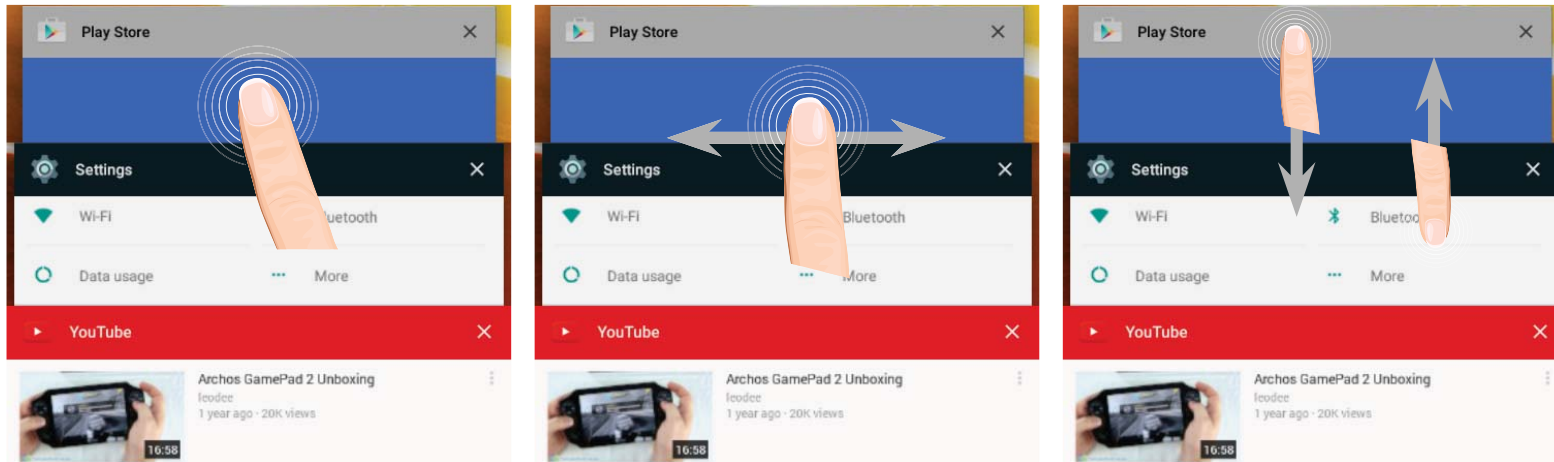 Play Store
Settings
Wi-Fi
luetooth
Data usage
More
YouTube
Archos GamePad 2 Unboxing
leodee
1 year ago · 20K views
16:58
Play Store
Settings
Wi-Fi
Bluetooth
Data usage
More
YouTube
Archos GamePad 2 Unboxing
leodee
1 year ago · 20K views
16:58
Play Store
Settings
Wi-Fi
Bluetoo
Data usage
More
YouTube
Archos GamePad 2 Unboxing
leodee
1 year ago · 20K views
16:58